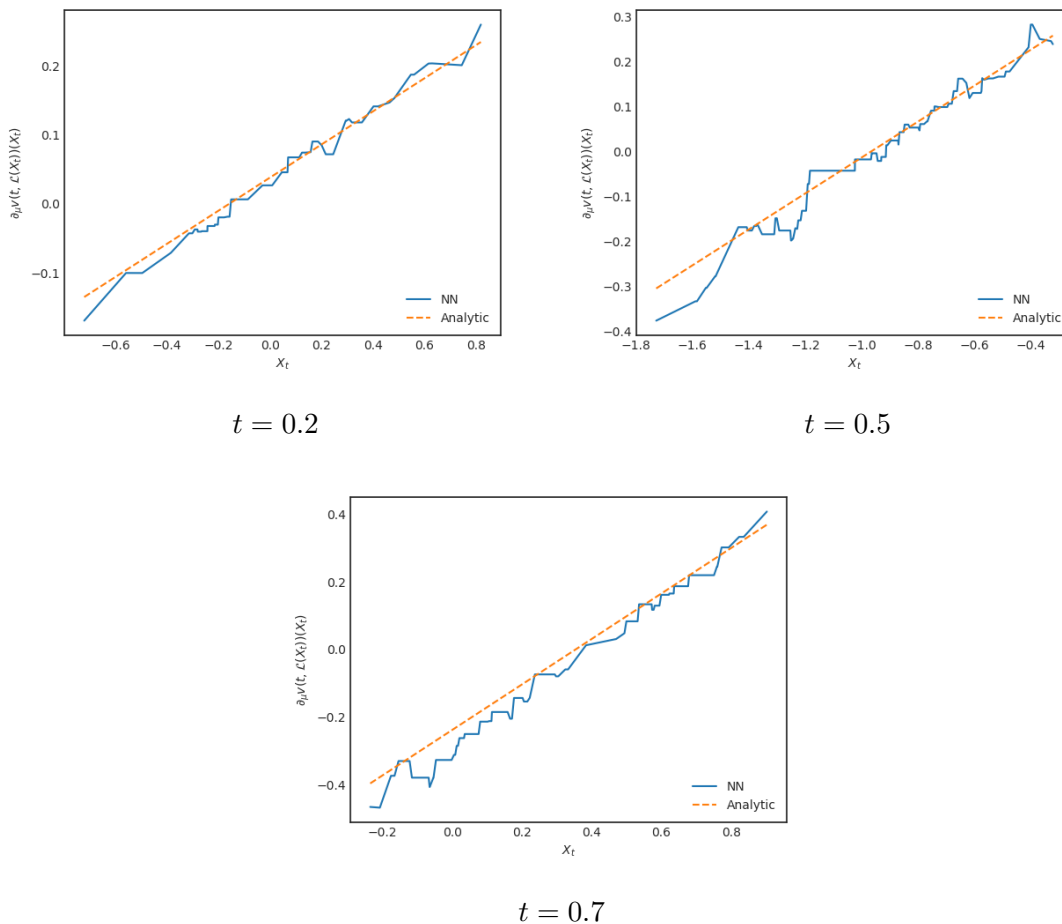 0.2
0.1
0.0
−0.1
∂μv(t, ℒ(Xt))(Xt)
NN
Analytic
−0.6 −0.4 −0.2 0.0 0.2 0.4 0.6 0.8
Xt
t = 0.2
0.3
0.2
0.1
0.0
−0.1
−0.2
−0.3
−0.4
∂μv(t, ℒ(Xt))(Xt)
NN
Analytic
−1.8 −1.6 −1.4 −1.2 −1.0 −0.8 −0.6 −0.4
Xt
t = 0.5
0.4
0.2
0.0
−0.2
−0.4
∂μv(t, ℒ(Xt))(Xt)
NN
Analytic
−0.2 0.0 0.2 0.4 0.6 0.8
Xt
t = 0.7